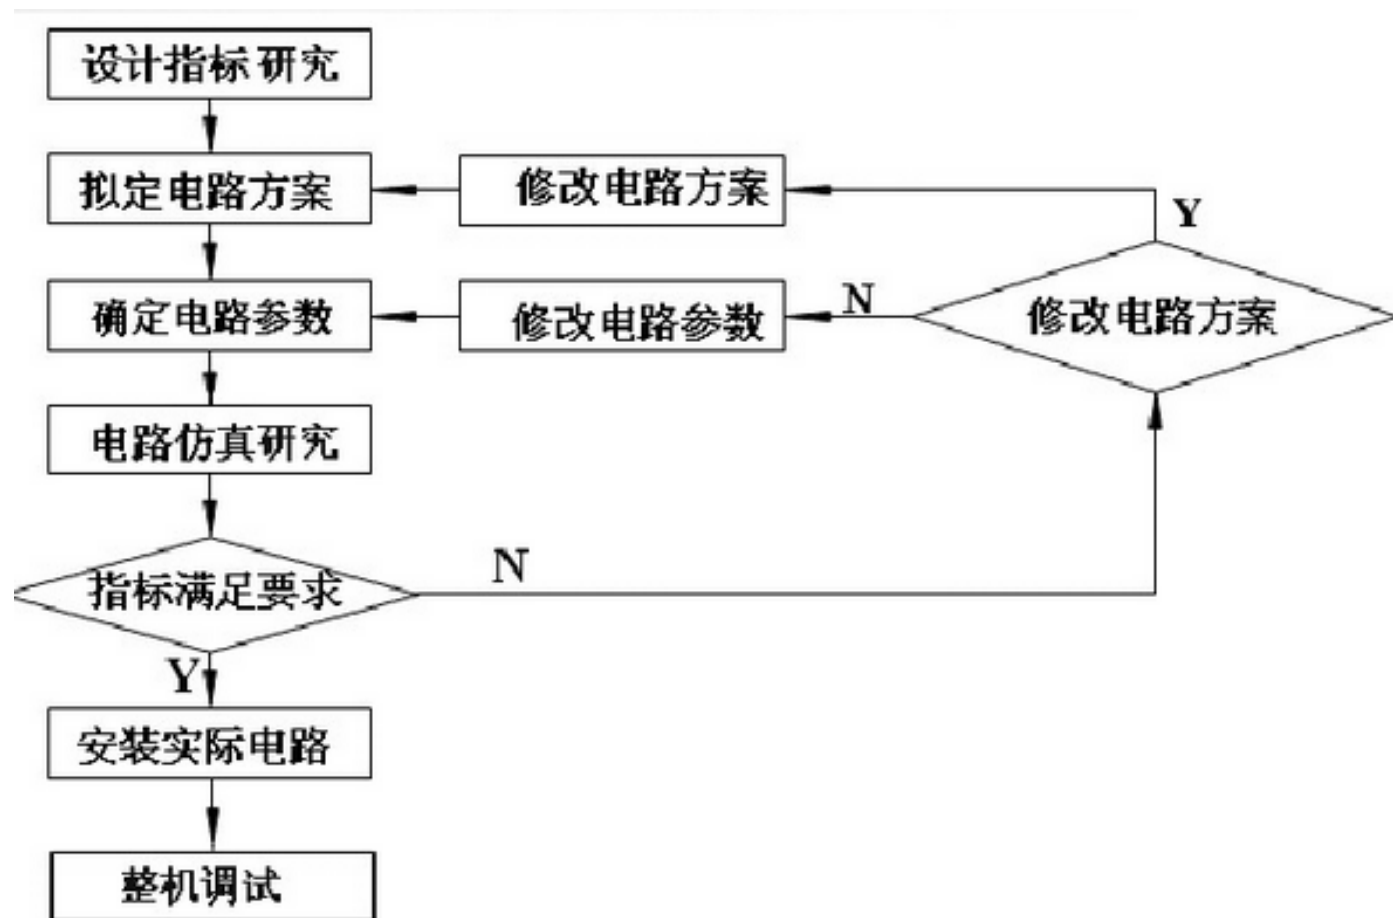 设计指标研究
拟定电路方案
修改电路方案
Y
确定电路参数
修改电路参数
N
修改电路方案
电路仿真研究
指标满足要求
N
Y
安装实际电路
整机调试